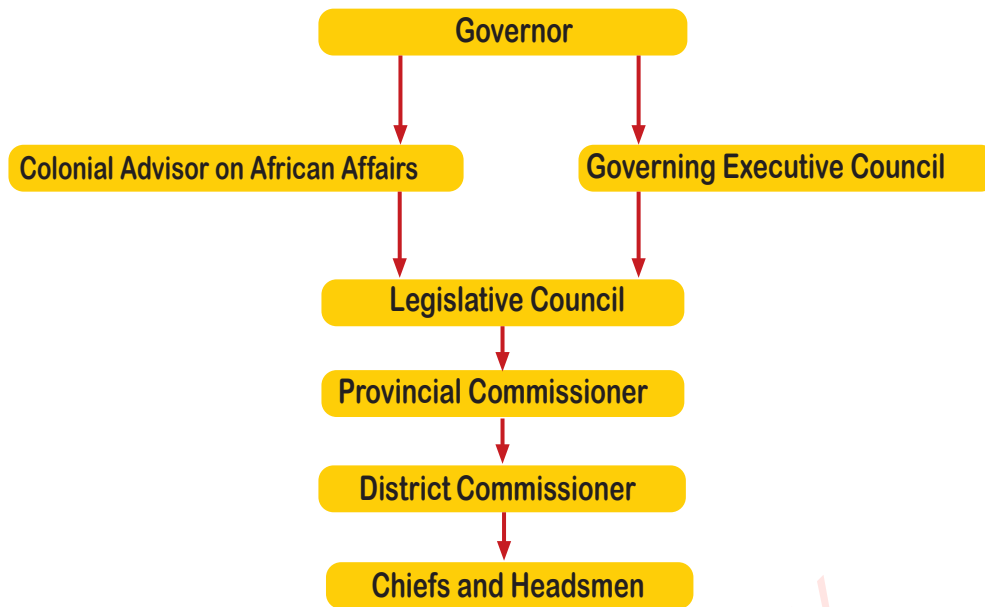 Governor
Colonial Advisor on African Affairs
Governing Executive Council
Legislative Council
Provincial Commissioner
District Commissioner
Chiefs and Headsmen